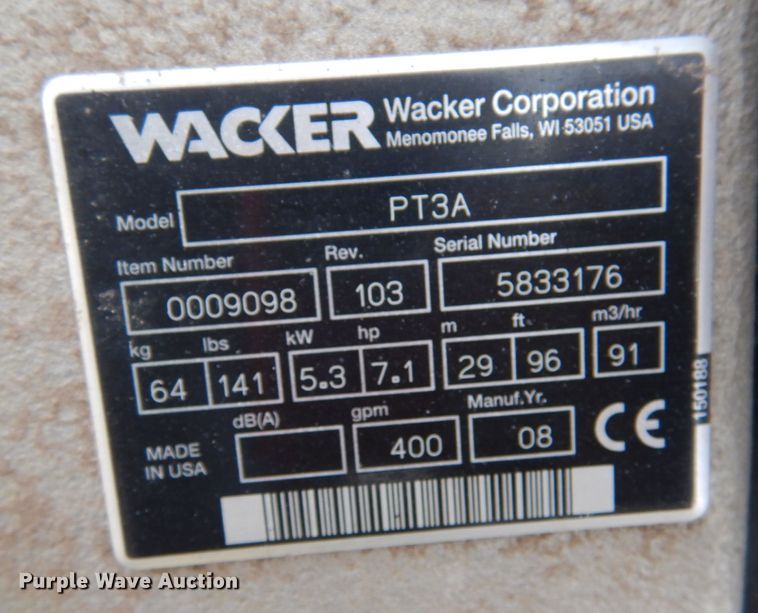 WACKER Wacker Corporation
Menomonee Falls, WI 53051 USA
Model PT3A
Item Number Rev. Serial Number
0009098 103 5833176
kg lbs kW hp m ft m3/hr
64 141 5.3 7.1 29 96 91
dB(A) gpm Manuf.Yr.
MADE
IN USA
400 08 CE
150188
Purple Wave Auction